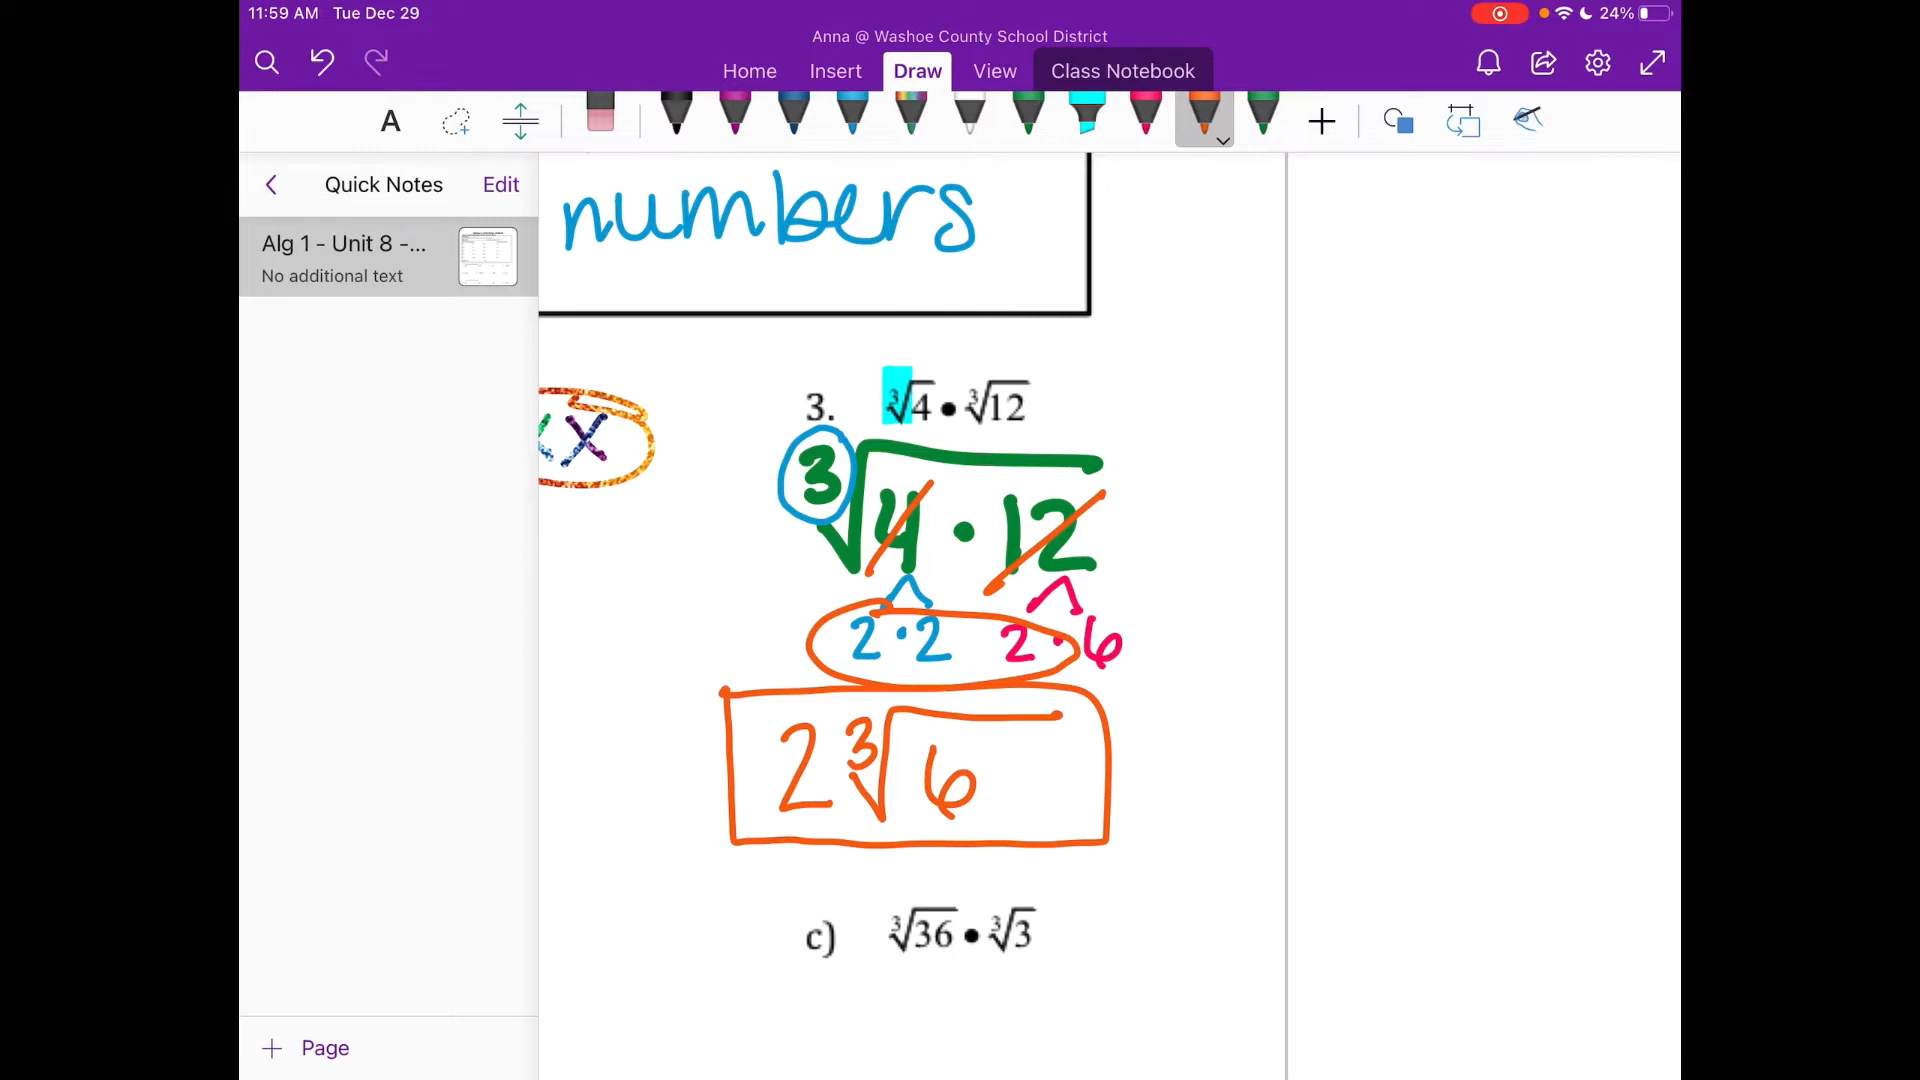 11:59 AM Tue Dec 29
24%
Anna @ Washoe County School District
Home Insert Draw View Class Notebook
A
Quick Notes Edit
Alg 1 - Unit 8 -...
No additional text
numbers
3. ∛4 • ∛12
x
∛4 · 12
2 · 2 2 · 6
2∛6
c) ∛36 • ∛3
+ Page